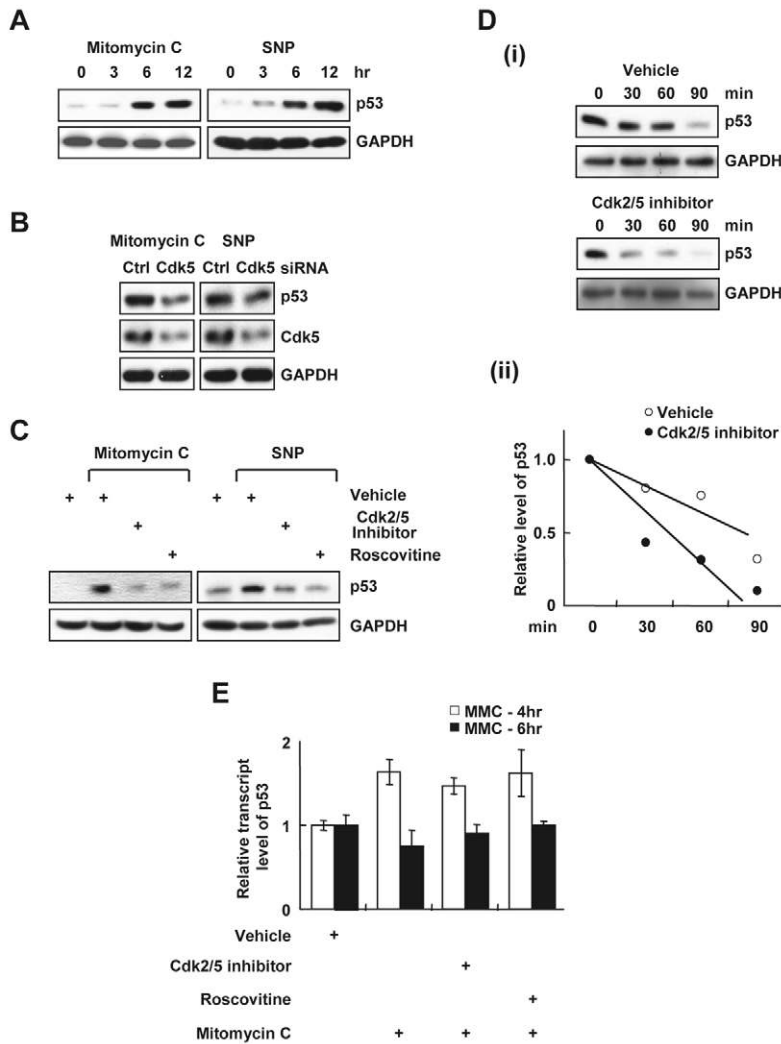 A
Mitomycin C SNP
0 3 6 12 0 3 6 12 hr
p53
GAPDH
B
Mitomycin C SNP
Ctrl Cdk5 Ctrl Cdk5 siRNA
p53
Cdk5
GAPDH
C
Mitomycin C SNP
+ + + + Vehicle
+ + Cdk2/5
Inhibitor
+ + Roscovitine
p53
GAPDH
D
(i)
Vehicle
0 30 60 90 min
p53
GAPDH
Cdk2/5 inhibitor
0 30 60 90 min
p53
GAPDH
(ii)
Vehicle
Cdk2/5 inhibitor
Relative level of p53
1.0
0.5
0
min 0 30 60 90
E
MMC - 4hr
MMC - 6hr
Relative transcript
level of p53
2
1
0
Vehicle +
Cdk2/5 inhibitor +
Roscovitine +
Mitomycin C + + +